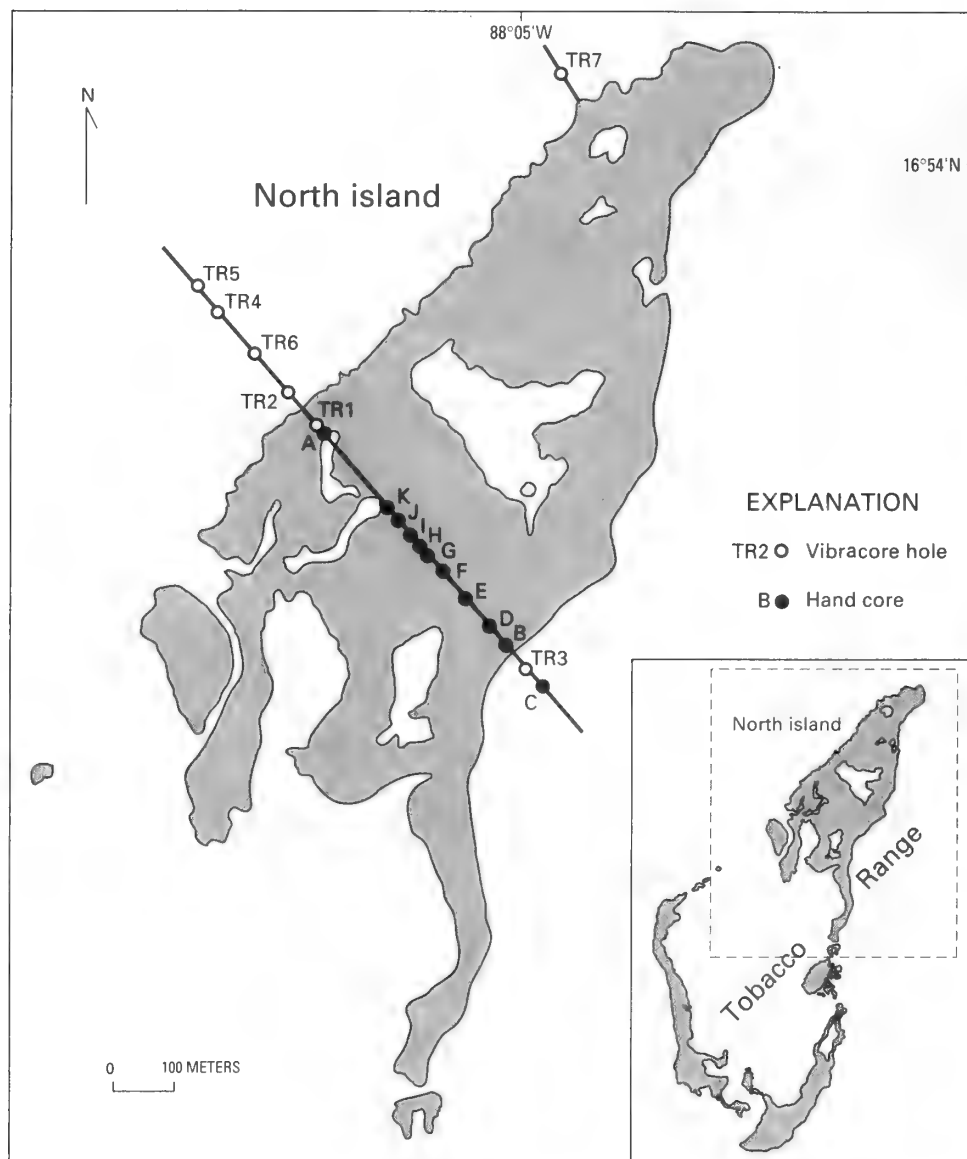 88°05'W
TR7
N
16°54'N
North island
TR5
TR4
TR6
TR2
TR1
A
K
J
I
H
G
F
E
D
B
TR3
C
EXPLANATION
TR2 Vibracore hole
B Hand core
0 100 METERS
North island
Tobacco Range